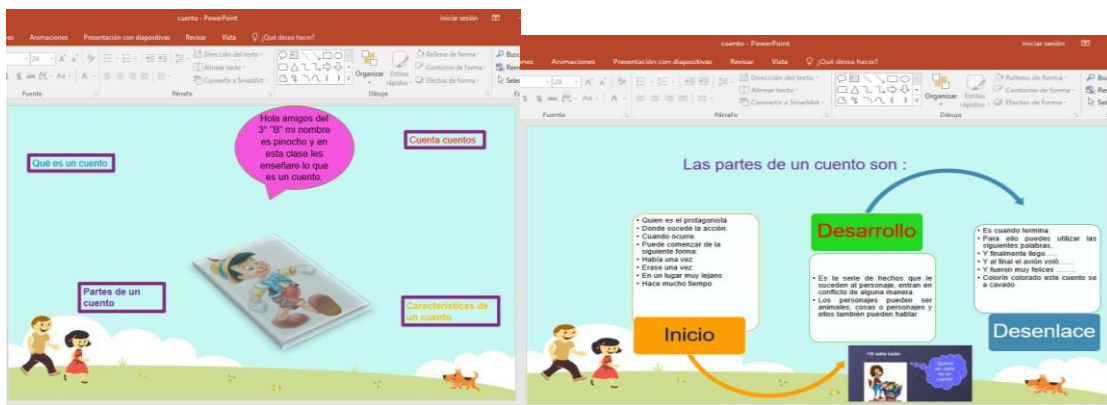 cuento - PowerPoint
Iniciar sesión
Animaciones Presentación con diapositivas Revisar Vista ¿Qué desea hacer?
24
Dirección del texto
Alinear texto
Convertir a SmartArt
Organizar
Estilos
rápidos
Relleno de forma
Contorno de forma
Efectos de forma
Fuente Párrafo Dibujo
Hola amigos del
3° "B" mi nombre
es pinocho y en
esta clase les
enseñare lo que
es un cuento.
Qué es un cuento
Cuenta cuentos
Partes de un
cuento
Características de
un cuento
cuento - PowerPoint
Iniciar sesión
Animaciones Presentación con diapositivas Revisar Vista ¿Qué desea hacer?
28
Dirección del texto
Alinear texto
Convertir a SmartArt
Organizar
Estilos
rápidos
Relleno de forma
Contorno de forma
Efectos de forma
Fuente Párrafo Dibujo
Las partes de un cuento son :
• Quien es el protagonista
• Donde sucede la acción.
• Cuando ocurre.
• Puede comenzar de la
siguiente forma:
• Había una vez
• Erase una vez
• En un lugar muy lejano
• Hace mucho tiempo
Inicio
Desarrollo
• Es la serie de hechos que le
suceden al personaje, entran en
conflicto de alguna manera.
• Los personajes pueden ser
animales, cosas o personajes y
ellos también pueden hablar
• Es cuando termina.
• Para ello puedes utilizar las
siguientes palabras.
• Y finalmente llego.....
• Y al final el avión voló.......
• Y fueron muy felices .........
• Colorín colorado este cuento se
a cavado
Desenlace